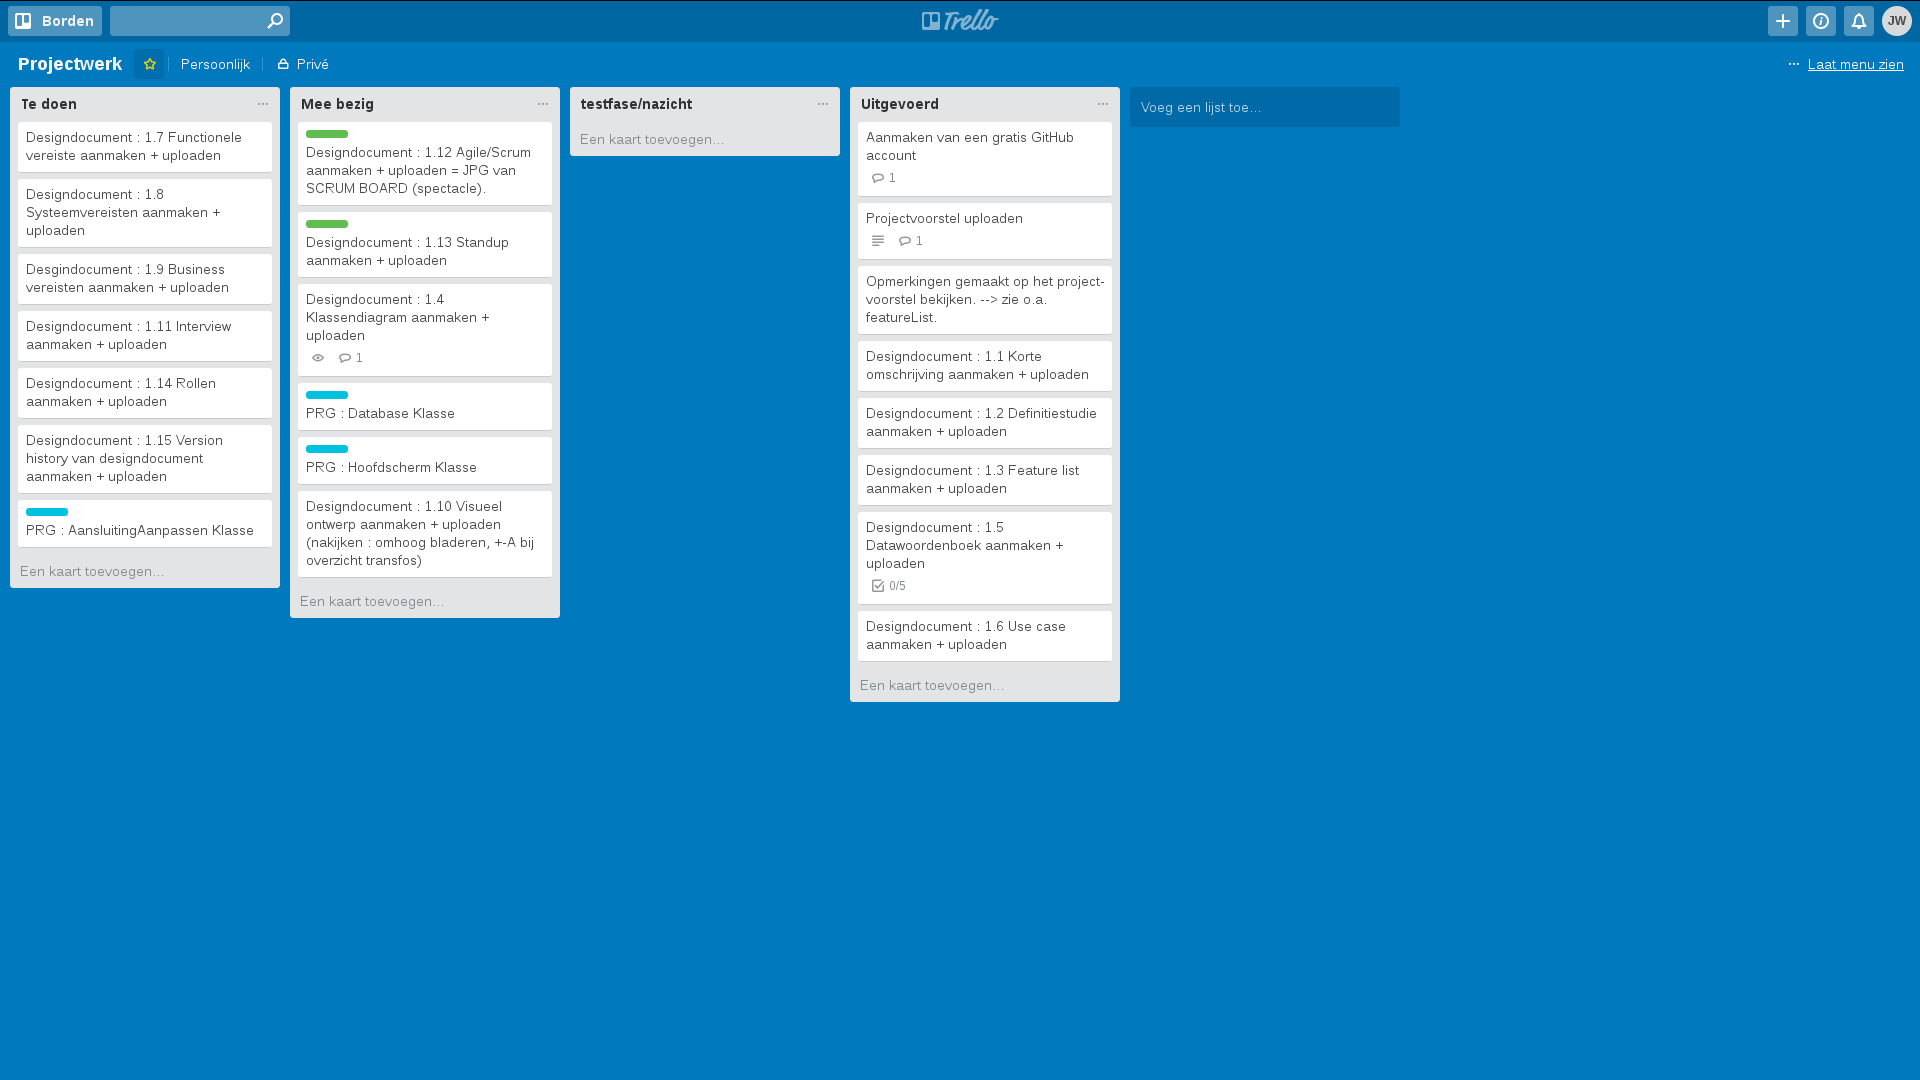 Borden
Trello
JW
Projectwerk
Persoonlijk
Privé
Laat menu zien
Te doen
Designdocument : 1.7 Functionele
vereiste aanmaken + uploaden
Designdocument : 1.8
Systeemvereisten aanmaken +
uploaden
Desgindocument : 1.9 Business
vereisten aanmaken + uploaden
Designdocument : 1.11 Interview
aanmaken + uploaden
Designdocument : 1.14 Rollen
aanmaken + uploaden
Designdocument : 1.15 Version
history van designdocument
aanmaken + uploaden
PRG : AansluitingAanpassen Klasse
Een kaart toevoegen...
Mee bezig
Designdocument : 1.12 Agile/Scrum
aanmaken + uploaden = JPG van
SCRUM BOARD (spectacle).
Designdocument : 1.13 Standup
aanmaken + uploaden
Designdocument : 1.4
Klassendiagram aanmaken +
uploaden
1
PRG : Database Klasse
PRG : Hoofdscherm Klasse
Designdocument : 1.10 Visueel
ontwerp aanmaken + uploaden
(nakijken : omhoog bladeren, +-A bij
overzicht transfos)
Een kaart toevoegen...
testfase/nazicht
Een kaart toevoegen...
Uitgevoerd
Aanmaken van een gratis GitHub
account
1
Projectvoorstel uploaden
1
Opmerkingen gemaakt op het project-
voorstel bekijken. --> zie o.a.
featureList.
Designdocument : 1.1 Korte
omschrijving aanmaken + uploaden
Designdocument : 1.2 Definitiestudie
aanmaken + uploaden
Designdocument : 1.3 Feature list
aanmaken + uploaden
Designdocument : 1.5
Datawoordenboek aanmaken +
uploaden
0/5
Designdocument : 1.6 Use case
aanmaken + uploaden
Een kaart toevoegen...
Voeg een lijst toe...